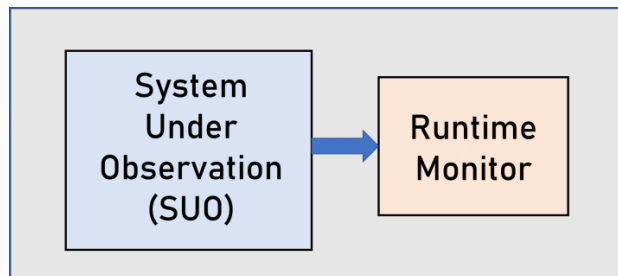 System
Under
Observation
(SUO)
Runtime
Monitor